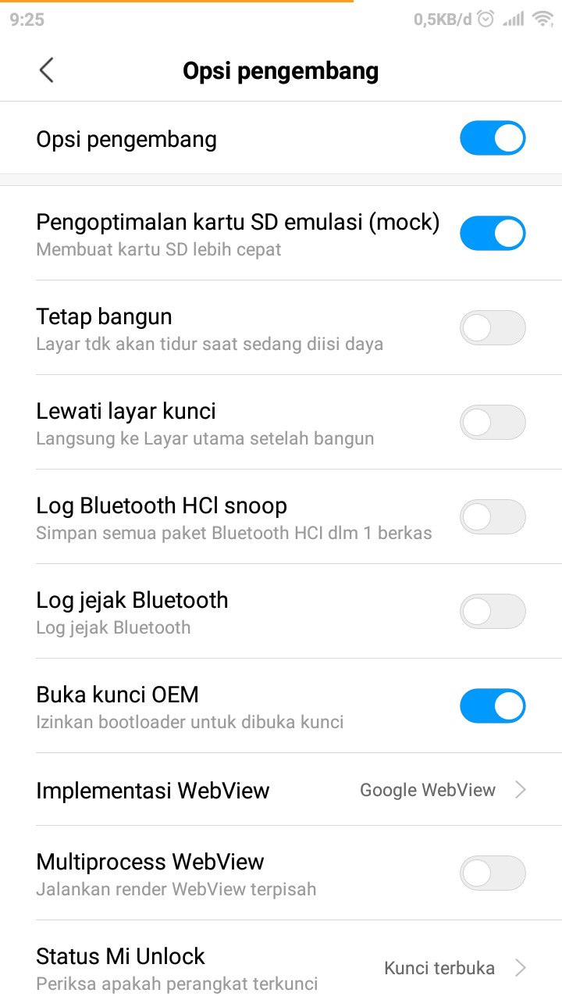 9:25 0,5KB/d
Opsi pengembang
Opsi pengembang
Pengoptimalan kartu SD emulasi (mock)
Membuat kartu SD lebih cepat
Tetap bangun
Layar tdk akan tidur saat sedang diisi daya
Lewati layar kunci
Langsung ke Layar utama setelah bangun
Log Bluetooth HCl snoop
Simpan semua paket Bluetooth HCI dlm 1 berkas
Log jejak Bluetooth
Log jejak Bluetooth
Buka kunci OEM
Izinkan bootloader untuk dibuka kunci
Implementasi WebView Google WebView
Multiprocess WebView
Jalankan render WebView terpisah
Status Mi Unlock Kunci terbuka
Periksa apakah perangkat terkunci